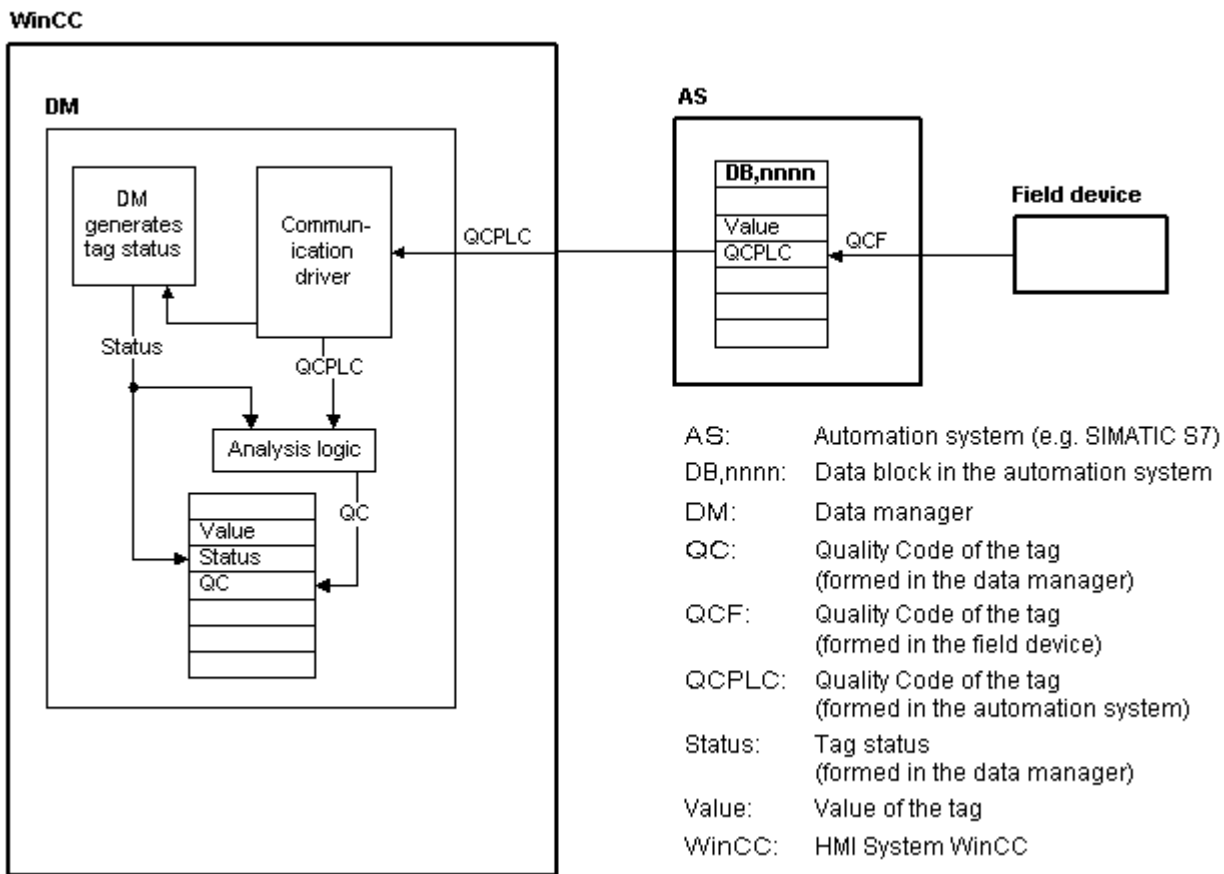 WinCC
DM
DM
generates
tag status
Commun-
ication
driver
QCPLC
Status
QCPLC
Analysis logic
QC
Value
Status
QC
AS
DB,nnnn
Value
QCPLC
QCF
Field device
AS: Automation system (e.g. SIMATIC S7)
DB,nnnn: Data block in the automation system
DM: Data manager
QC: Quality Code of the tag
(formed in the data manager)
QCF: Quality Code of the tag
(formed in the field device)
QCPLC: Quality Code of the tag
(formed in the automation system)
Status: Tag status
(formed in the data manager)
Value: Value of the tag
WinCC: HMI System WinCC